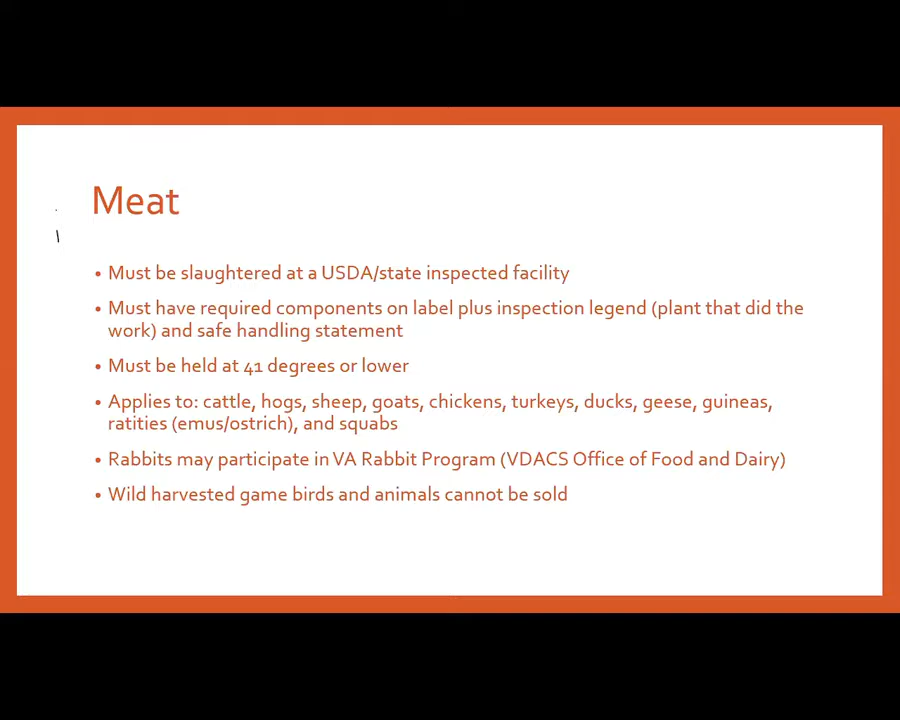 Meat
• Must be slaughtered at a USDA/state inspected facility
• Must have required components on label plus inspection legend (plant that did the
work) and safe handling statement
• Must be held at 41 degrees or lower
• Applies to: cattle, hogs, sheep, goats, chickens, turkeys, ducks, geese, guineas,
ratities (emus/ostrich), and squabs
• Rabbits may participate in VA Rabbit Program (VDACS Office of Food and Dairy)
• Wild harvested game birds and animals cannot be sold